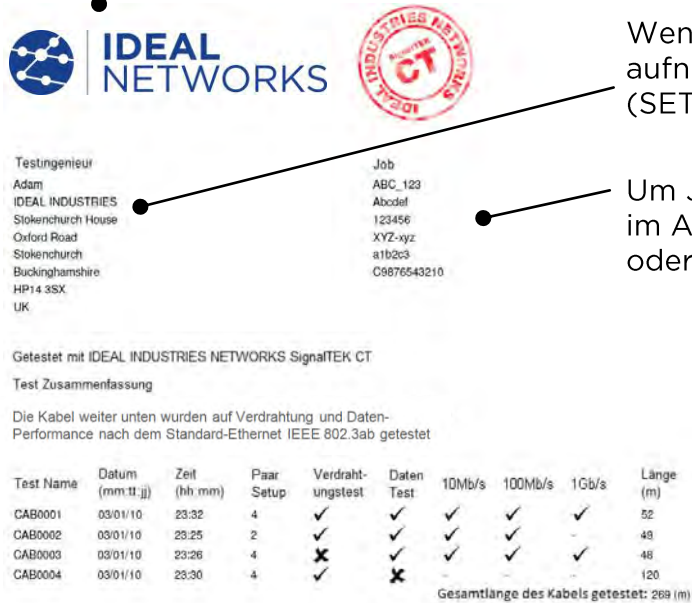 IDEAL
NETWORKS
INDUSTRIES NETWORKS
SIGNALTEK
CT
IDEAL INDUSTRIES
Wen
aufn
(SET
Um J
im A
oder
Testingenieur
Adam
IDEAL INDUSTRIES
Stokenchurch House
Oxford Road
Stokenchurch
Buckinghamshire
HP14 3SX
UK
Job
ABC_123
Abcdef
123456
XYZ-xyz
a1b2c3
C9876543210
Getestet mit IDEAL INDUSTRIES NETWORKS SignalTEK CT
Test Zusammenfassung
Die Kabel weiter unten wurden auf Verdrahtung und Daten-
Performance nach dem Standard-Ethernet IEEE 802.3ab getestet
Test Name Datum (mm:tt:jj) Zeit (hh:mm) Paar Setup Verdraht-ungstest Daten Test 10Mb/s 100Mb/s 1Gb/s Länge (m)
CAB0001 03/01/10 23:32 4 ✓ ✓ ✓ ✓ ✓ 52
CAB0002 03/01/10 23:25 2 ✓ ✓ ✓ ✓ - 49
CAB0003 03/01/10 23:26 4 ✗ ✓ ✓ ✓ ✓ 48
CAB0004 03/01/10 23:30 4 ✓ ✗ - - - 120
Gesamtlänge des Kabels getestet: 269 (m)